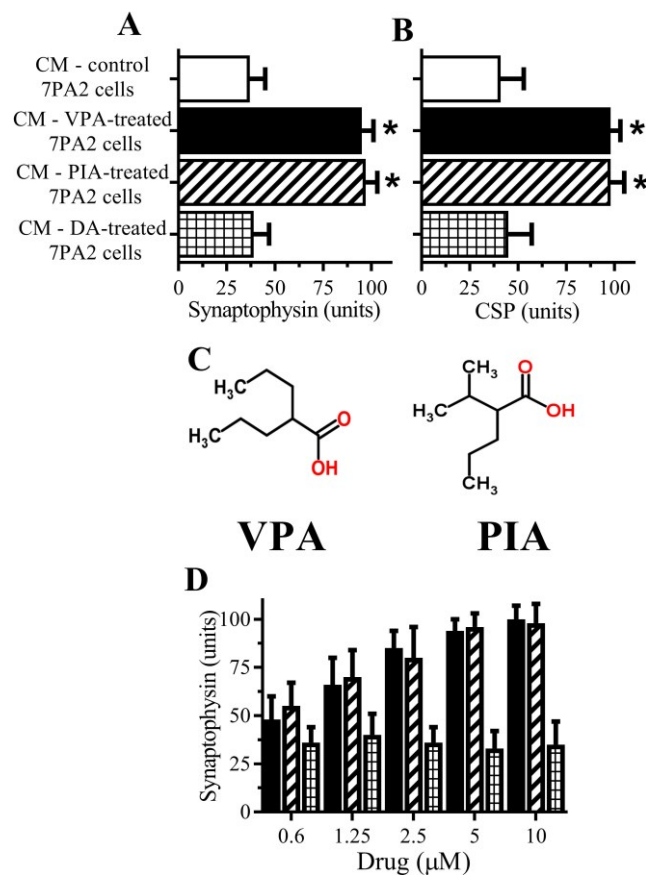 A
B
CM - control
7PA2 cells
CM - VPA-treated
7PA2 cells
CM - PIA-treated
7PA2 cells
CM - DA-treated
7PA2 cells
*
*
*
*
0 25 50 75 100
0 25 50 75 100
Synaptophysin (units)
CSP (units)
C
H3C
H3C
O
OH
CH3
H3C
O
OH
CH3
VPA
PIA
D
Synaptophysin (units)
100
75
50
25
0
0.6 1.25 2.5 5 10
Drug (μM)